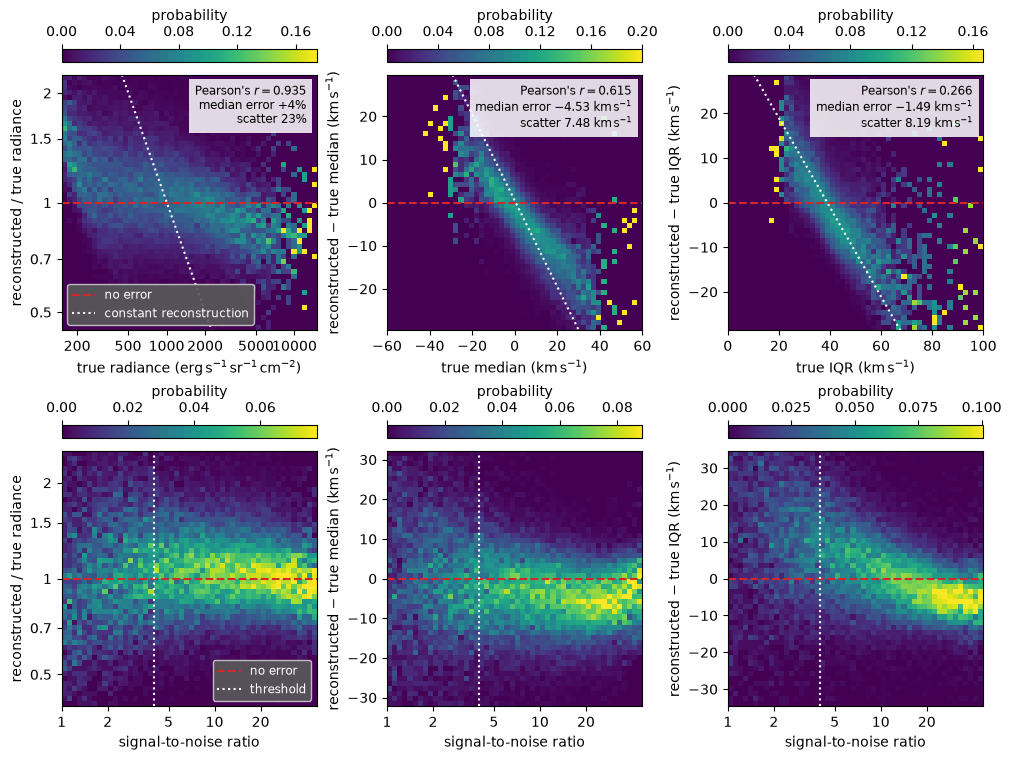 probability
0.00 0.04 0.08 0.12 0.16
probability
0.00 0.04 0.08 0.12 0.16 0.20
probability
0.00 0.04 0.08 0.12 0.16
reconstructed / true radiance
2
1.5
1
0.7
0.5
Pearson's r = 0.935
median error +4%
scatter 23%
no error
constant reconstruction
200 500 1000 2000 5000 10000
true radiance (erg s⁻¹ sr⁻¹ cm⁻²)
reconstructed − true median (km s⁻¹)
20
10
0
−10
−20
Pearson's r = 0.615
median error −4.53 km s⁻¹
scatter 7.48 km s⁻¹
−60 −40 −20 0 20 40 60
true median (km s⁻¹)
reconstructed − true IQR (km s⁻¹)
20
10
0
−10
−20
Pearson's r = 0.266
median error −1.49 km s⁻¹
scatter 8.19 km s⁻¹
0 20 40 60 80 100
true IQR (km s⁻¹)
probability
0.00 0.02 0.04 0.06
probability
0.00 0.02 0.04 0.06 0.08
probability
0.000 0.025 0.050 0.075 0.100
reconstructed / true radiance
2
1.5
1
0.7
0.5
no error
threshold
1 2 5 10 20
signal-to-noise ratio
reconstructed − true median (km s⁻¹)
30
20
10
0
−10
−20
−30
1 2 5 10 20
signal-to-noise ratio
reconstructed − true IQR (km s⁻¹)
30
20
10
0
−10
−20
−30
1 2 5 10 20
signal-to-noise ratio